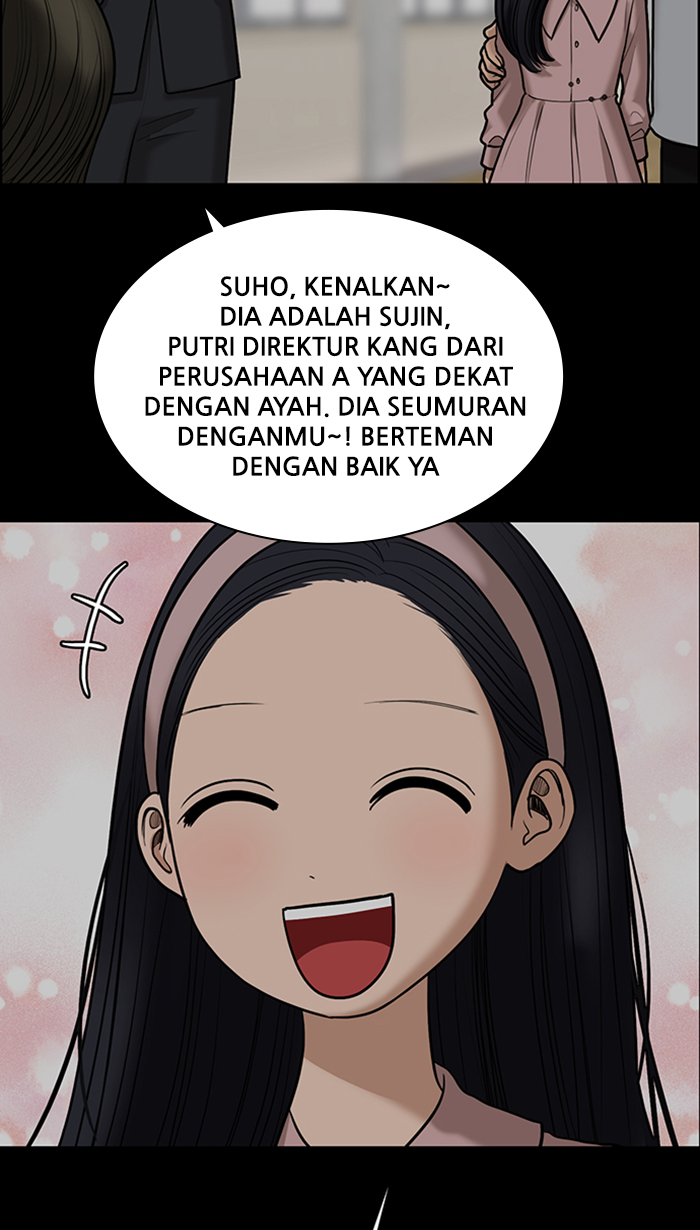 SUHO, KENALKAN~
DIA ADALAH SUJIN,
PUTRI DIREKTUR KANG DARI
PERUSAHAAN A YANG DEKAT
DENGAN AYAH. DIA SEUMURAN
DENGANMU~! BERTEMAN
DENGAN BAIK YA